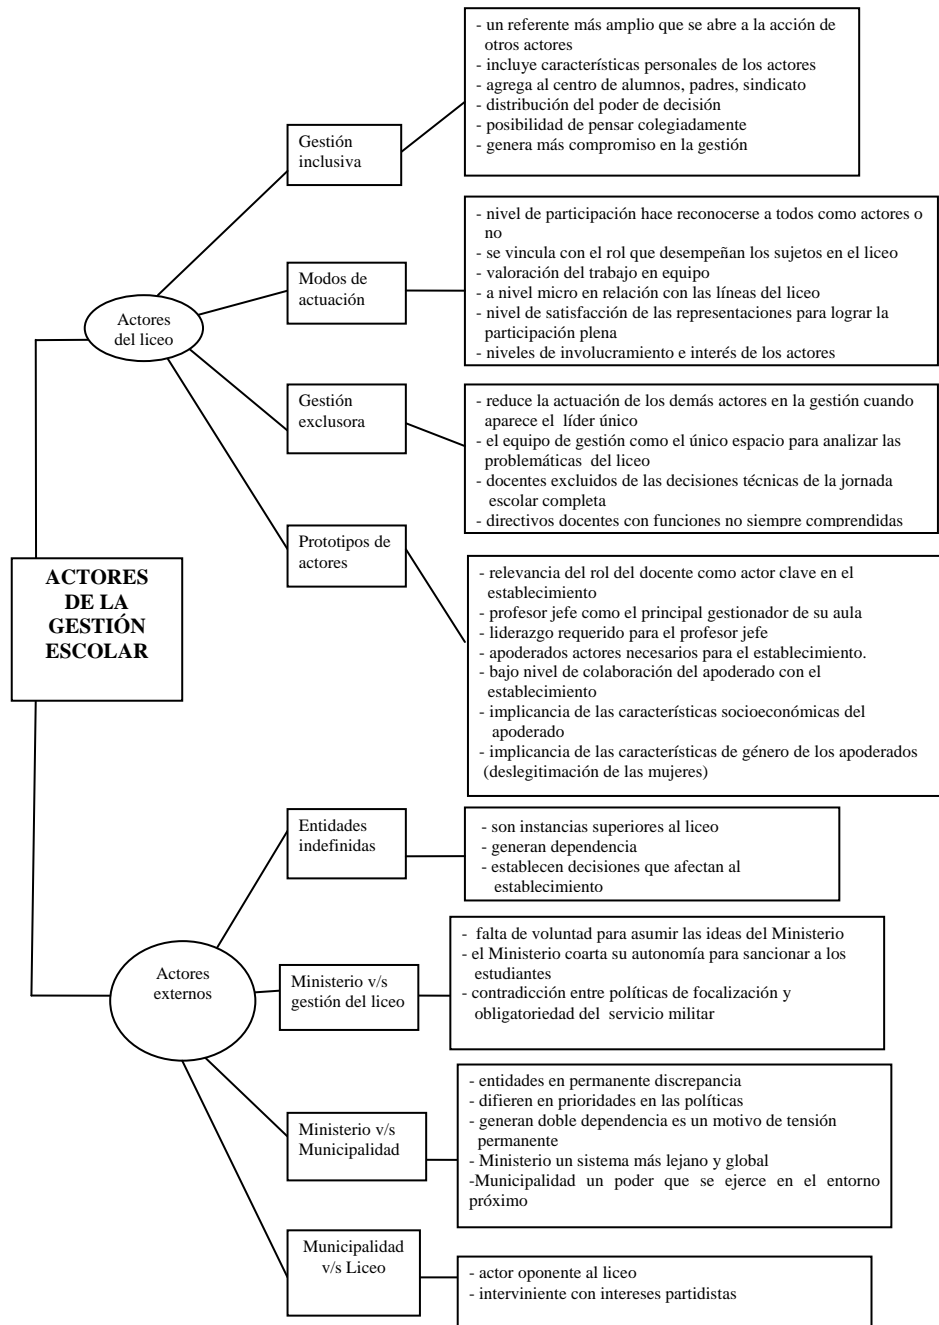 - un referente más amplio que se abre a la acción de
otros actores
- incluye características personales de los actores
- agrega al centro de alumnos, padres, sindicato
- distribución del poder de decisión
- posibilidad de pensar colegiadamente
- genera más compromiso en la gestión
Gestión
inclusiva
- nivel de participación hace reconocerse a todos como actores o
no
- se vincula con el rol que desempeñan los sujetos en el liceo
- valoración del trabajo en equipo
- a nivel micro en relación con las líneas del liceo
- nivel de satisfacción de las representaciones para lograr la
participación plena
- niveles de involucramiento e interés de los actores
Modos de
actuación
Actores
del liceo
Gestión
exclusora
- reduce la actuación de los demás actores en la gestión cuando
aparece el líder único
- el equipo de gestión como el único espacio para analizar las
problemáticas del liceo
- docentes excluidos de las decisiones técnicas de la jornada
escolar completa
- directivos docentes con funciones no siempre comprendidas
Prototipos de
actores
- relevancia del rol del docente como actor clave en el
establecimiento
- profesor jefe como el principal gestionador de su aula
- liderazgo requerido para el profesor jefe
- apoderados actores necesarios para el establecimiento.
- bajo nivel de colaboración del apoderado con el
establecimiento
- implicancia de las características socioeconómicas del
apoderado
- implicancia de las características de género de los apoderados
(deslegitimación de las mujeres)
ACTORES
DE LA
GESTIÓN
ESCOLAR
Entidades
indefinidas
- son instancias superiores al liceo
- generan dependencia
- establecen decisiones que afectan al
establecimiento
Actores
externos
Ministerio v/s
gestión del liceo
- falta de voluntad para asumir las ideas del Ministerio
- el Ministerio coarta su autonomía para sancionar a los
estudiantes
- contradicción entre políticas de focalización y
obligatoriedad del servicio militar
Ministerio v/s
Municipalidad
- entidades en permanente discrepancia
- difieren en prioridades en las políticas
- generan doble dependencia es un motivo de tensión
permanente
- Ministerio un sistema más lejano y global
-Municipalidad un poder que se ejerce en el entorno
próximo
Municipalidad
v/s Liceo
- actor oponente al liceo
- interviniente con intereses partidistas